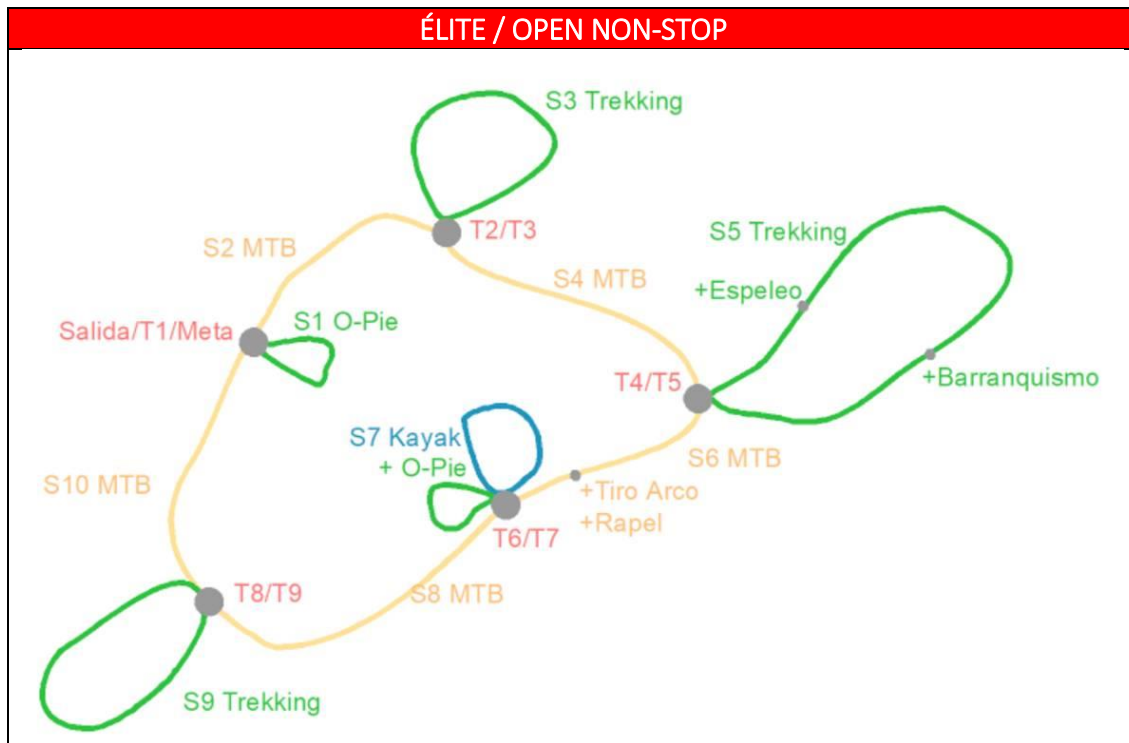 ÉLITE / OPEN NON-STOP
S3 Trekking
T2/T3
S2 MTB
S5 Trekking
S4 MTB
+Espeleo
Salida/T1/Meta
S1 O-Pie
T4/T5
+Barranquismo
S7 Kayak
+ O-Pie
S6 MTB
+Tiro Arco
+Rapel
S10 MTB
T6/T7
T8/T9
S8 MTB
S9 Trekking